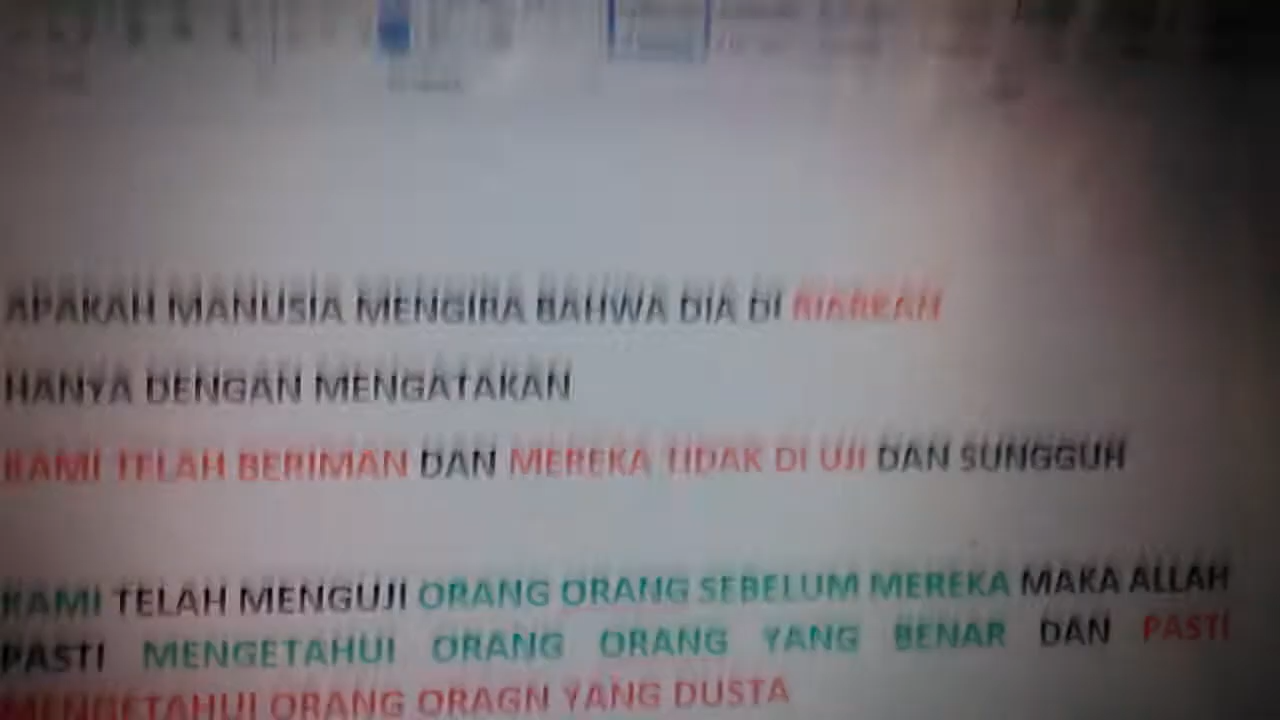 APAKAH MANUSIA MENGIRA BAHWA DIA DI BIARKAN
HANYA DENGAN MENGATAKAN
KAMI TELAH BERIMAN DAN MEREKA TIDAK DI UJI DAN SUNGGUH
KAMI TELAH MENGUJI ORANG ORANG SEBELUM MEREKA MAKA ALLAH
PASTI MENGETAHUI ORANG ORANG YANG BENAR DAN PASTI
MENGETAHUI ORANG ORAGN YANG DUSTA